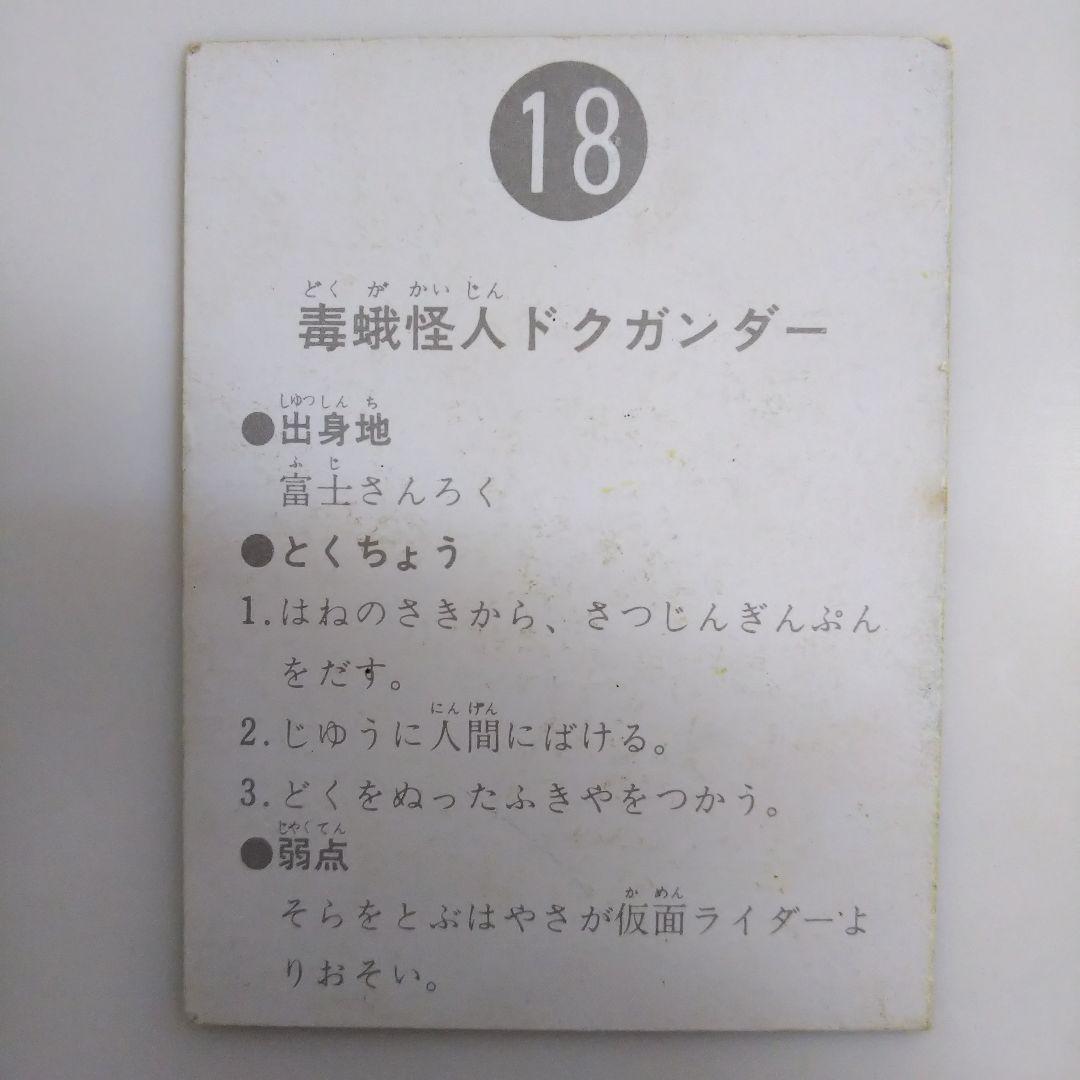 18
どくがかいじん
毒蛾怪人ドクガンダー
しゆつしんち
●出身地
ふじ
富士さんろく
●とくちょう
1.はねのさきから、さつじんぎんぷん
をだす。
にんげん
2.じゆうに人間にばける。
3.どくをぬったふきやをつかう。
じやくてん
●弱点
かめん
そらをとぶはやさが仮面ライダーよ
りおそい。